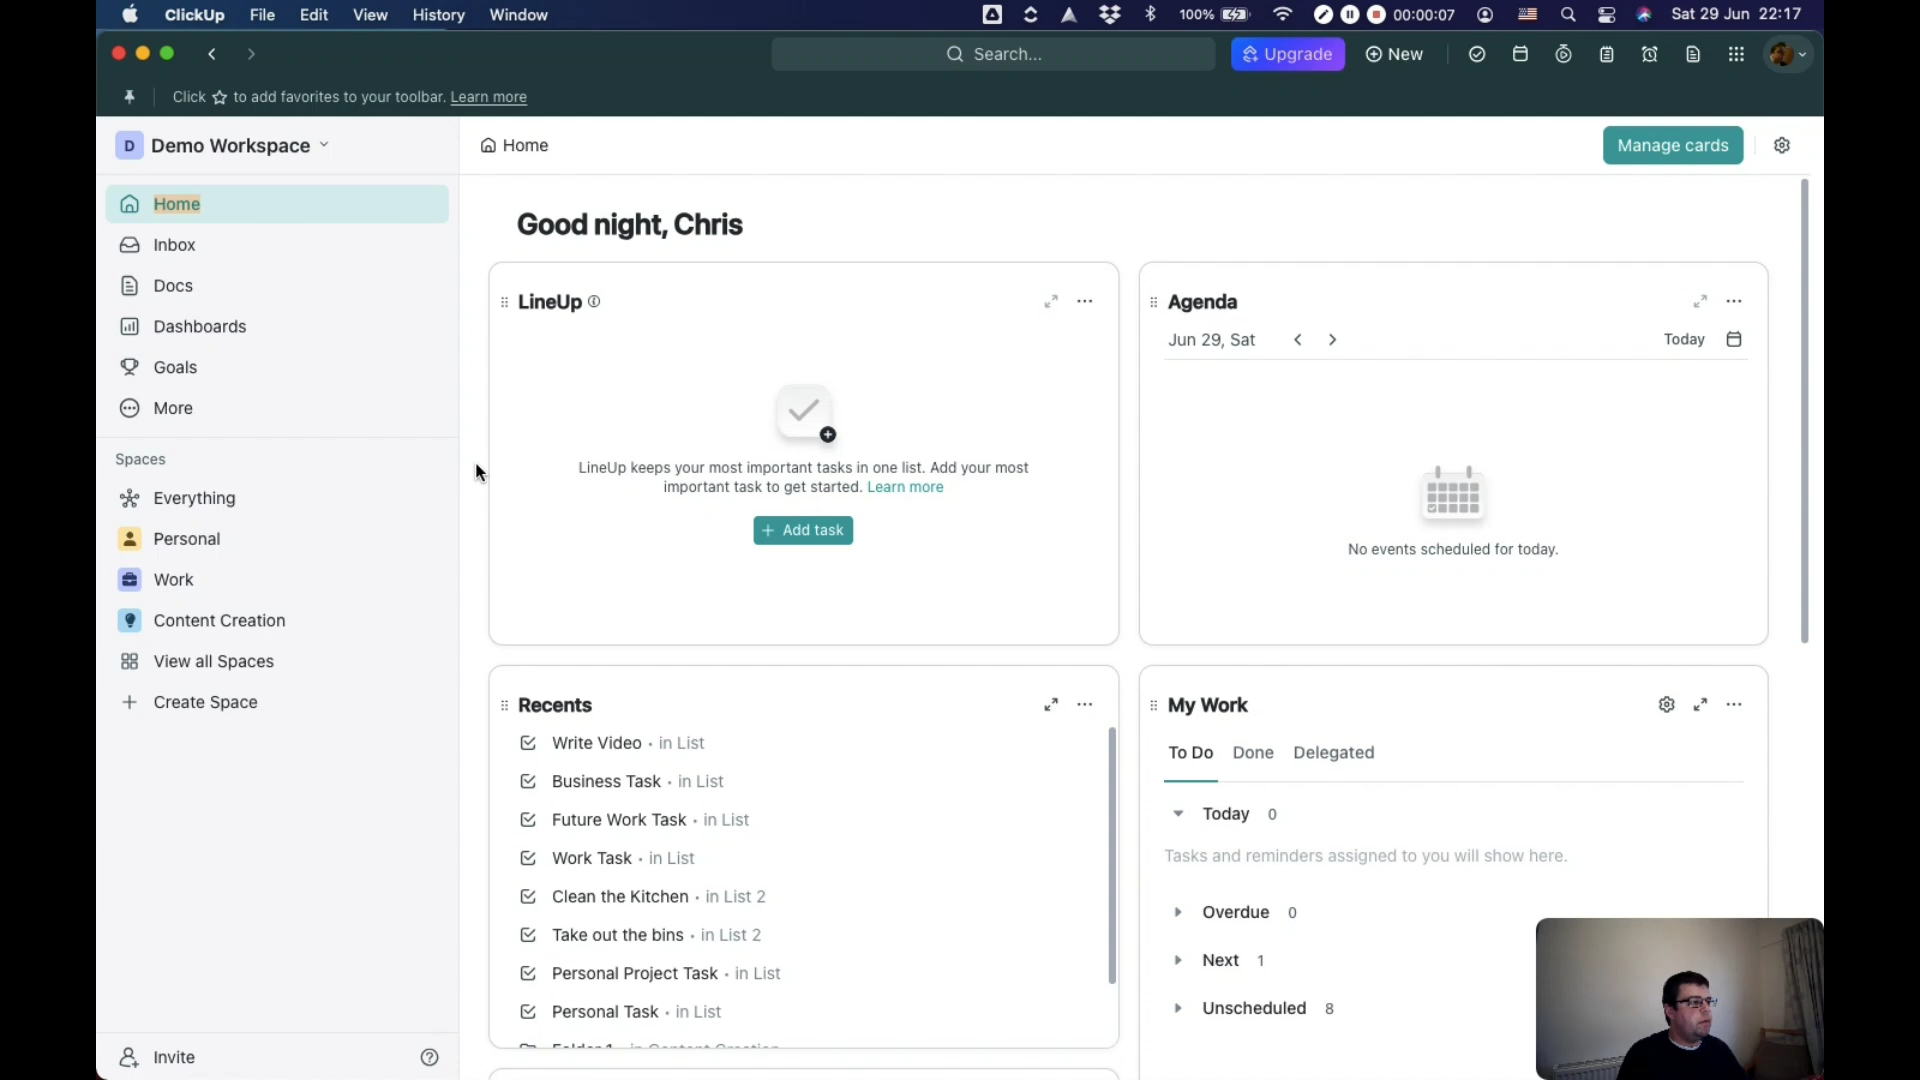 ClickUp File Edit View History Window 100% 00:00:07 Sat 29 Jun 22:17
Search... Upgrade New
Click to add favorites to your toolbar. Learn more
D Demo Workspace
Home
Inbox
Docs
Dashboards
Goals
More
Spaces
Everything
Personal
Work
Content Creation
View all Spaces
Create Space
Invite
Home
Manage cards
Good night, Chris
LineUp
LineUp keeps your most important tasks in one list. Add your most
important task to get started. Learn more
Add task
Agenda
Jun 29, Sat
Today
No events scheduled for today.
Recents
Write Video • in List
Business Task • in List
Future Work Task • in List
Work Task • in List
Clean the Kitchen • in List 2
Take out the bins • in List 2
Personal Project Task • in List
Personal Task • in List
Folder 1 • in Content Creation
My Work
To Do Done Delegated
Today 0
Tasks and reminders assigned to you will show here.
Overdue 0
Next 1
Unscheduled 8